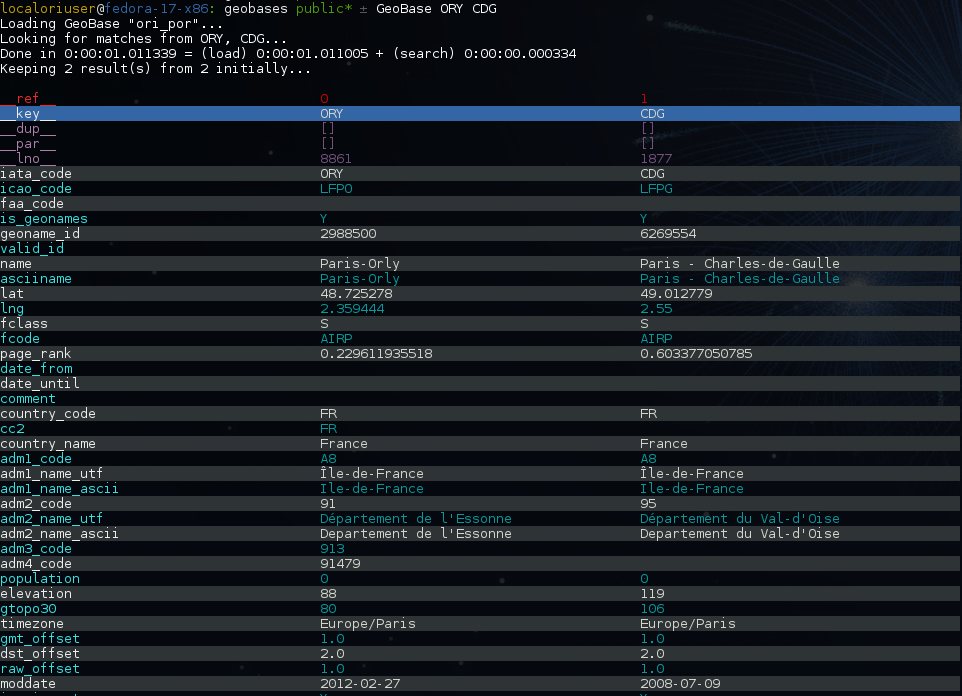 localoriuser@fedora-17-x86: geobases public* ± GeoBase ORY CDG
Loading GeoBase "ori_por"...
Looking for matches from ORY, CDG...
Done in 0:00:01.011339 = (load) 0:00:01.011005 + (search) 0:00:00.000334
Keeping 2 result(s) from 2 initially...
__ref__ 0 1
__key__ ORY CDG
__dup__ [] []
__par__ [] []
__lno__ 8861 1877
iata_code ORY CDG
icao_code LFPO LFPG
faa_code
is_geonames Y Y
geoname_id 2988500 6269554
valid_id
name Paris-Orly Paris - Charles-de-Gaulle
asciiname Paris-Orly Paris - Charles-de-Gaulle
lat 48.725278 49.012779
lng 2.359444 2.55
fclass S S
fcode AIRP AIRP
page_rank 0.229611935518 0.603377050785
date_from
date_until
comment
country_code FR FR
cc2 FR
country_name France France
adm1_code A8 A8
adm1_name_utf Île-de-France Île-de-France
adm1_name_ascii Ile-de-France Ile-de-France
adm2_code 91 95
adm2_name_utf Département de l'Essonne Département du Val-d'Oise
adm2_name_ascii Departement de l'Essonne Departement du Val-d'Oise
adm3_code 913
adm4_code 91479
population 0 0
elevation 88 119
gtopo30 80 106
timezone Europe/Paris Europe/Paris
gmt_offset 1.0 1.0
dst_offset 2.0 2.0
raw_offset 1.0 1.0
moddate 2012-02-27 2008-07-09